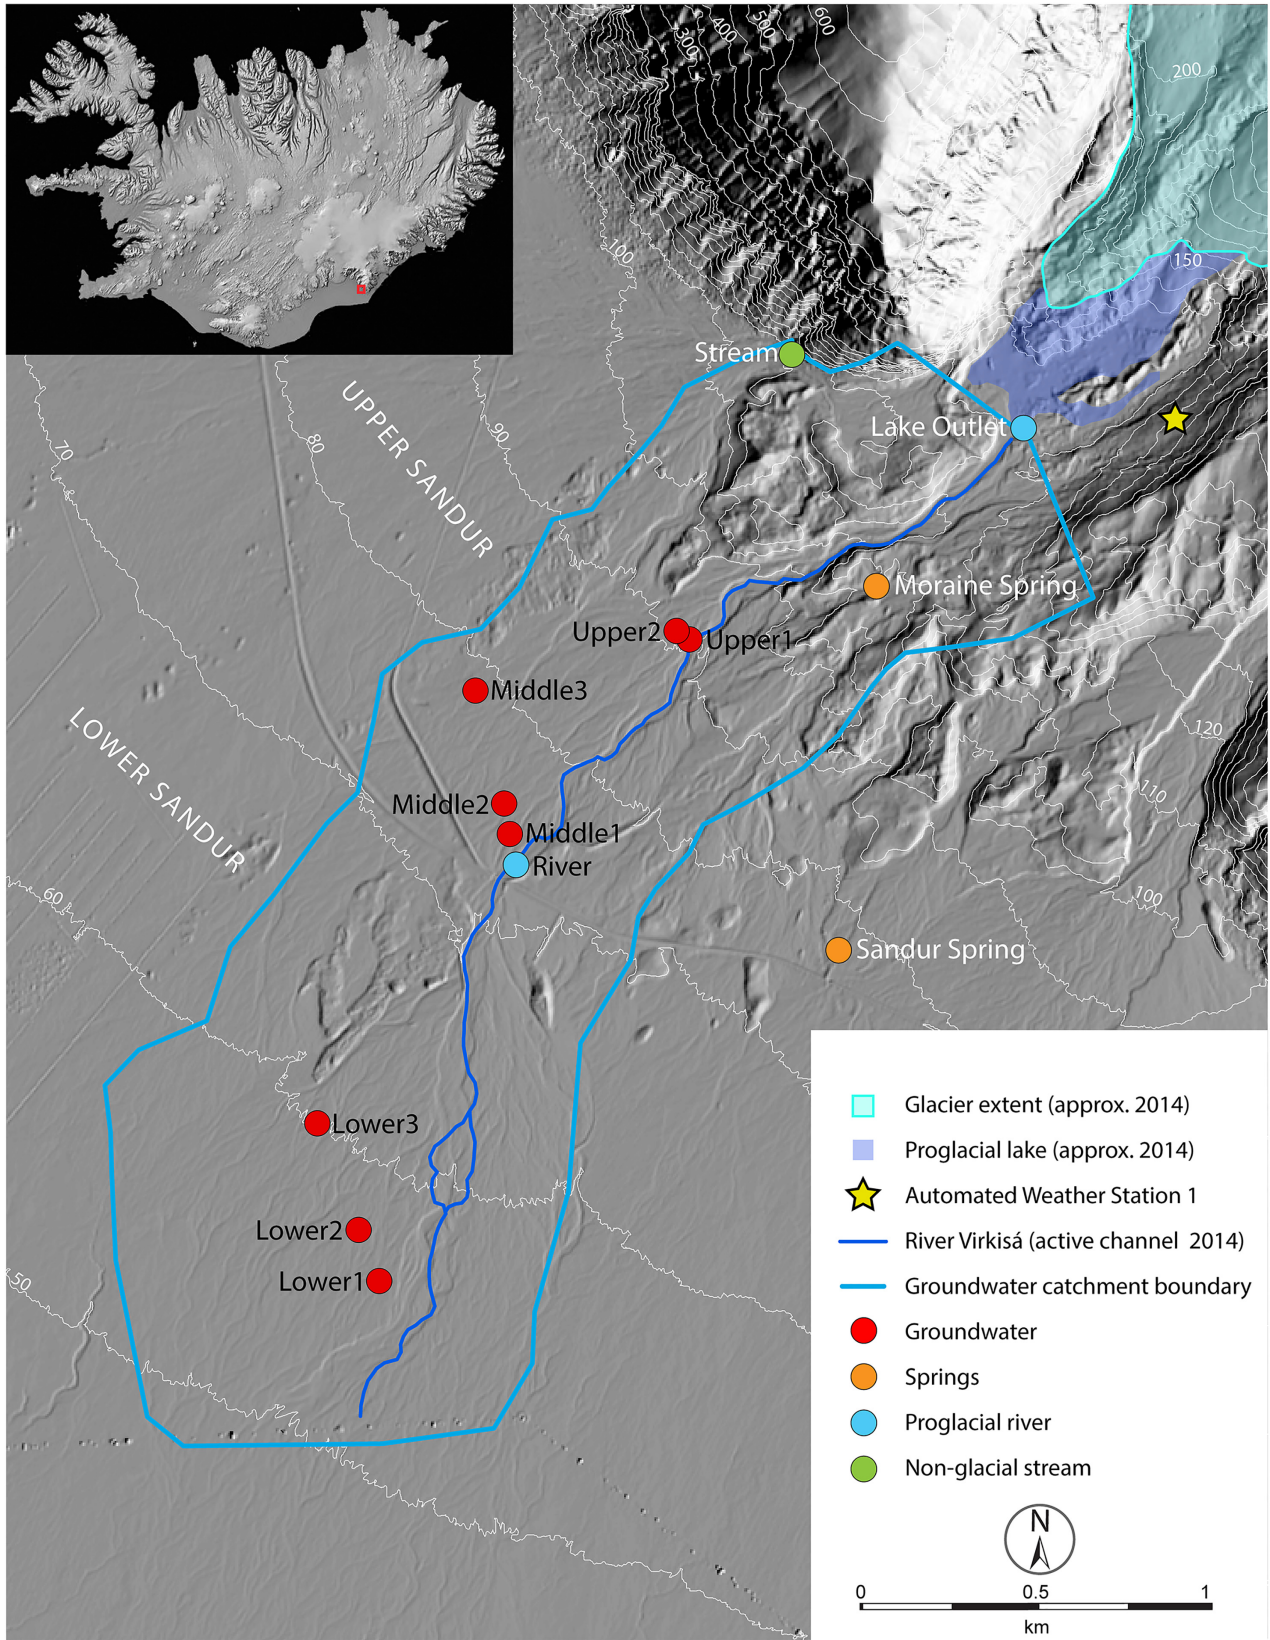 300
400
500
600
200
150
100
Stream
Lake Outlet
UPPER SANDUR
70
80
90
Moraine Spring
Upper2
Upper1
Middle3
LOWER SANDUR
120
110
Middle2
Middle1
River
60
100
Sandur Spring
Lower3
Lower2
Lower1
50
Glacier extent (approx. 2014)
Proglacial lake (approx. 2014)
Automated Weather Station 1
River Virkisá (active channel 2014)
Groundwater catchment boundary
Groundwater
Springs
Proglacial river
Non-glacial stream
N
0 0.5 1
km